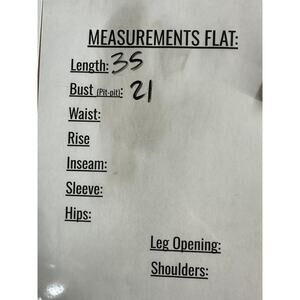 MEASUREMENTS FLAT:
Length: 35
Bust (Pit-pit): 21
Waist:
Rise
Inseam:
Sleeve:
Hips:
Leg Opening:
Shoulders: